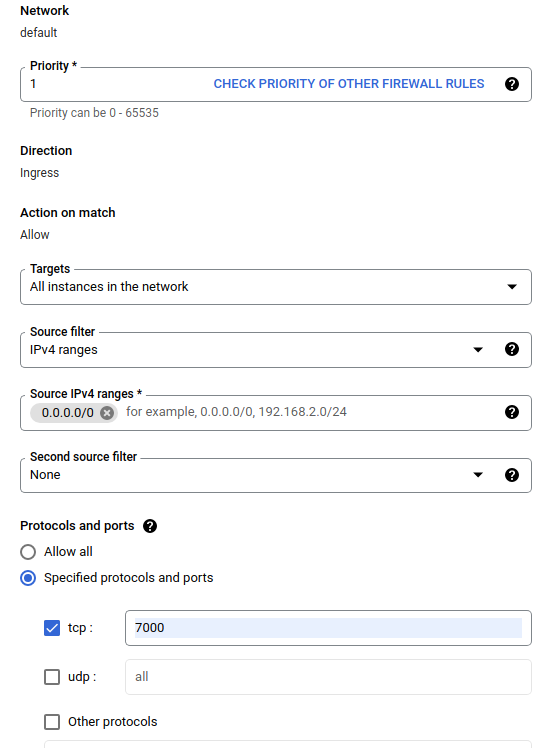 Network
default
Priority *
1 CHECK PRIORITY OF OTHER FIREWALL RULES ?
Priority can be 0 - 65535
Direction
Ingress
Action on match
Allow
Targets
All instances in the network
Source filter
IPv4 ranges ?
Source IPv4 ranges *
0.0.0.0/0 for example, 0.0.0.0/0, 192.168.2.0/24 ?
Second source filter
None ?
Protocols and ports ?
Allow all
Specified protocols and ports
tcp : 7000
udp : all
Other protocols